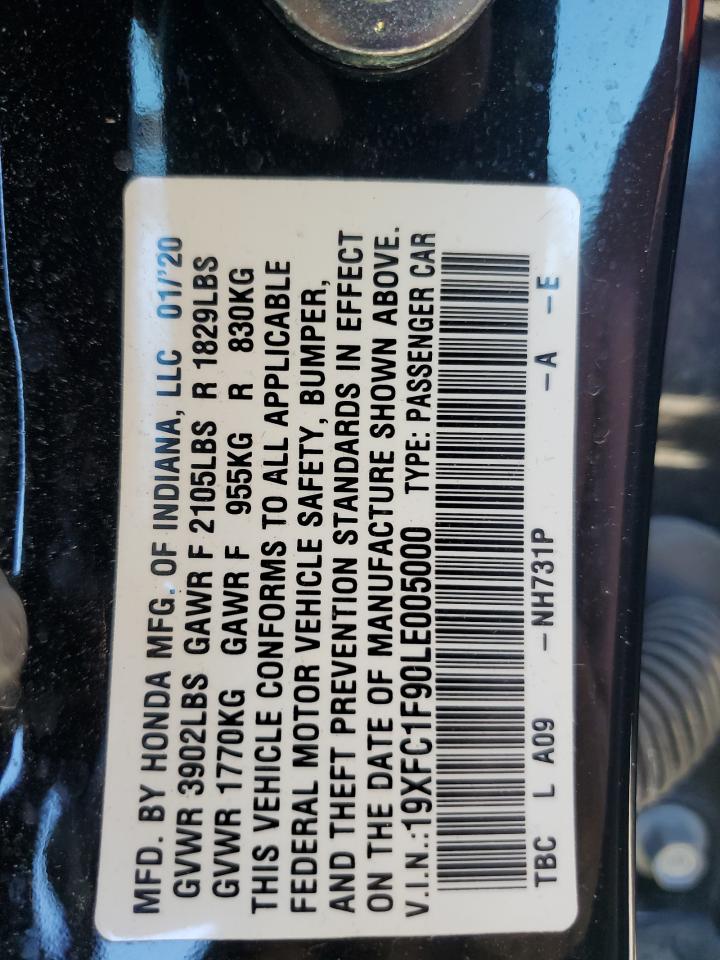 MFD. BY HONDA MFG. OF INDIANA, LLC 01/'20
GVWR 3902LBS GAWR F 2105LBS R 1829LBS
GVWR 1770KG GAWR F 955KG R 830KG
THIS VEHICLE CONFORMS TO ALL APPLICABLE
FEDERAL MOTOR VEHICLE SAFETY, BUMPER,
AND THEFT PREVENTION STANDARDS IN EFFECT
ON THE DATE OF MANUFACTURE SHOWN ABOVE.
V.I.N.:19XFC1F90LE005000 TYPE: PASSENGER CAR
TBC L A09 –NH731P –A –E